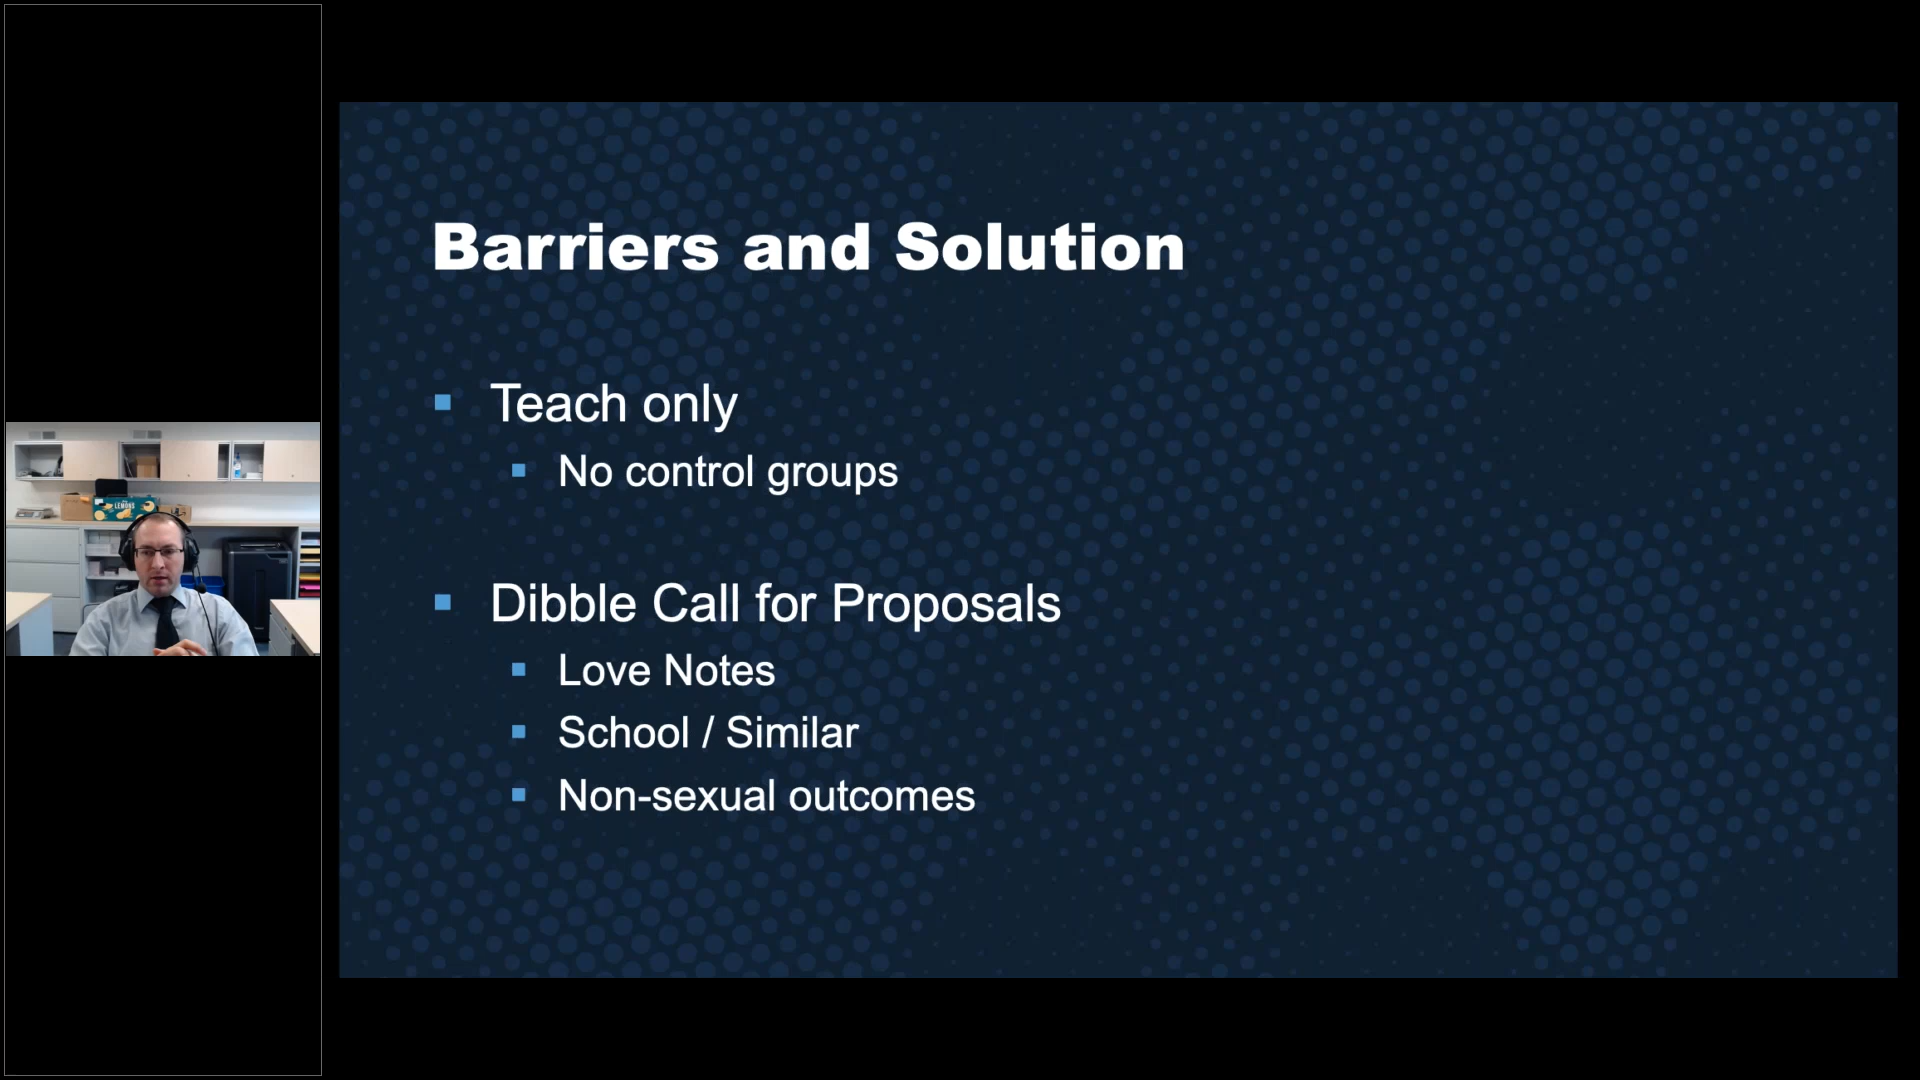 Barriers and Solution
Teach only
No control groups
Dibble Call for Proposals
Love Notes
School / Similar
Non-sexual outcomes
LEMONS